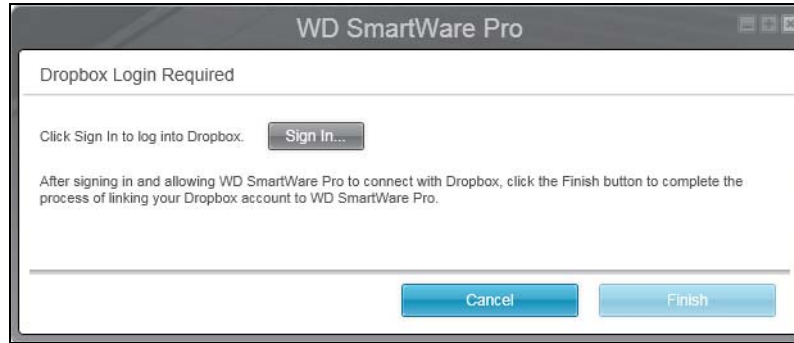 WD SmartWare Pro
Dropbox Login Required
Click Sign In to log into Dropbox. Sign In...
After signing in and allowing WD SmartWare Pro to connect with Dropbox, click the Finish button to complete the
process of linking your Dropbox account to WD SmartWare Pro.
Cancel Finish